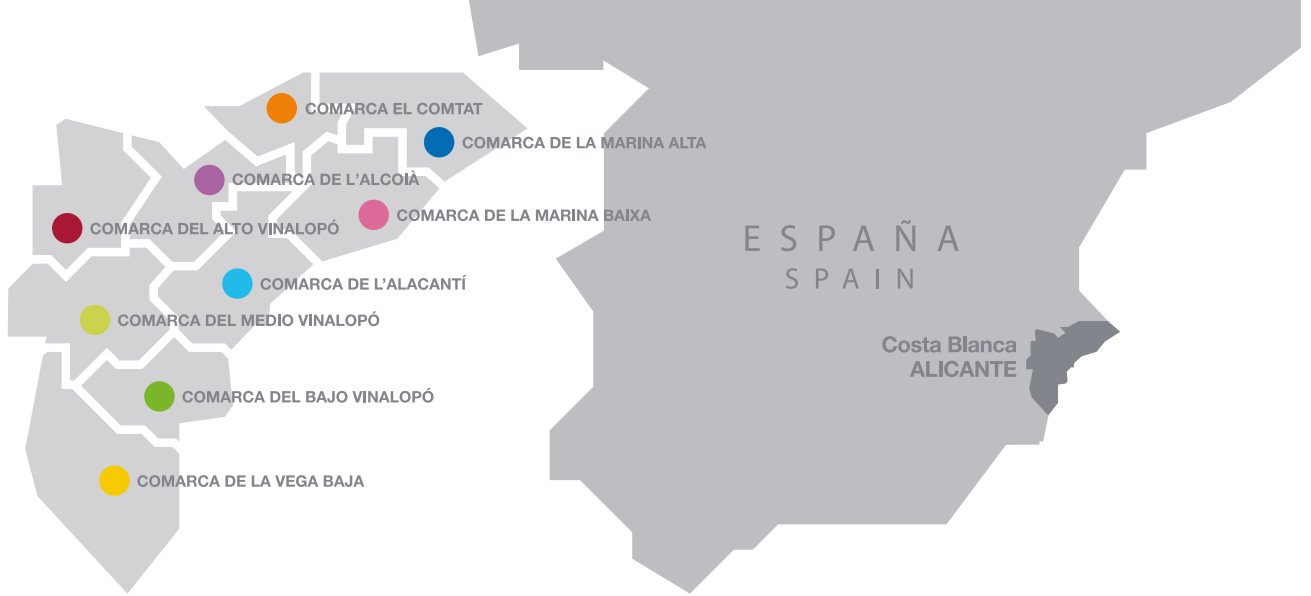 COMARCA EL COMTAT
COMARCA DE LA MARINA ALTA
COMARCA DE L’ALCOIÀ
COMARCA DE LA MARINA BAIXA
COMARCA DEL ALTO VINALOPÓ
COMARCA DE L’ALACANTÍ
COMARCA DEL MEDIO VINALOPÓ
COMARCA DEL BAJO VINALOPÓ
COMARCA DE LA VEGA BAJA
ESPAÑA
SPAIN
Costa Blanca
ALICANTE